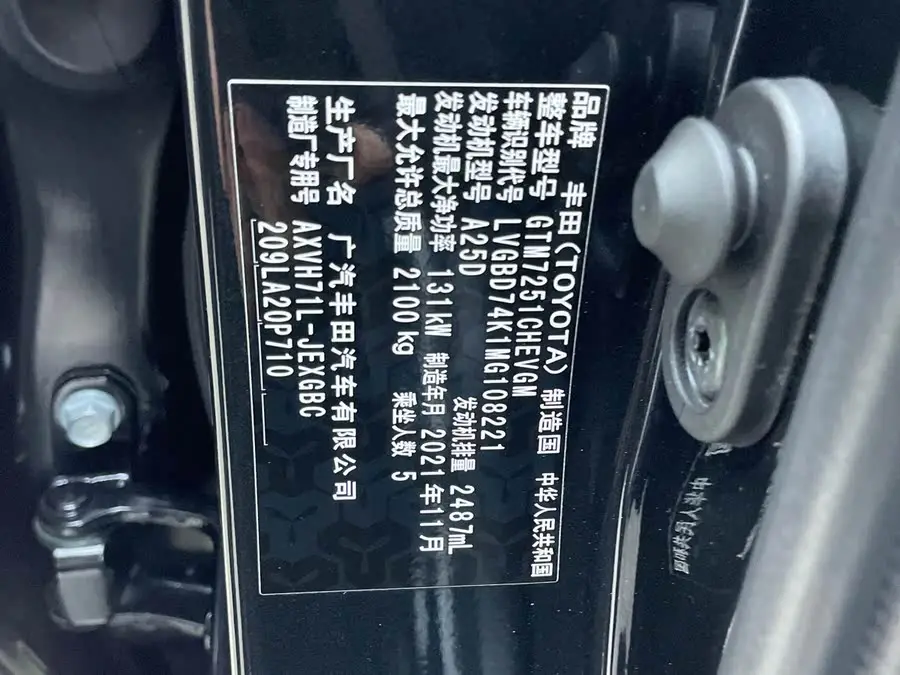 品牌 丰田(TOYOTA) 制造国 中华人民共和国
整车型号 GTM7251CHEVGM
车辆识别代号 LVGBD74K1MG108221
发动机型号 A25D 发动机排量 2487mL
发动机最大净功率 131kW 制造年月 2021年11月
最大允许总质量 2100kg 乘坐人数 5
生产厂名 广汽丰田汽车有限公司
制造厂专用号 AXVH71L-JEXGBC
209LA20P710